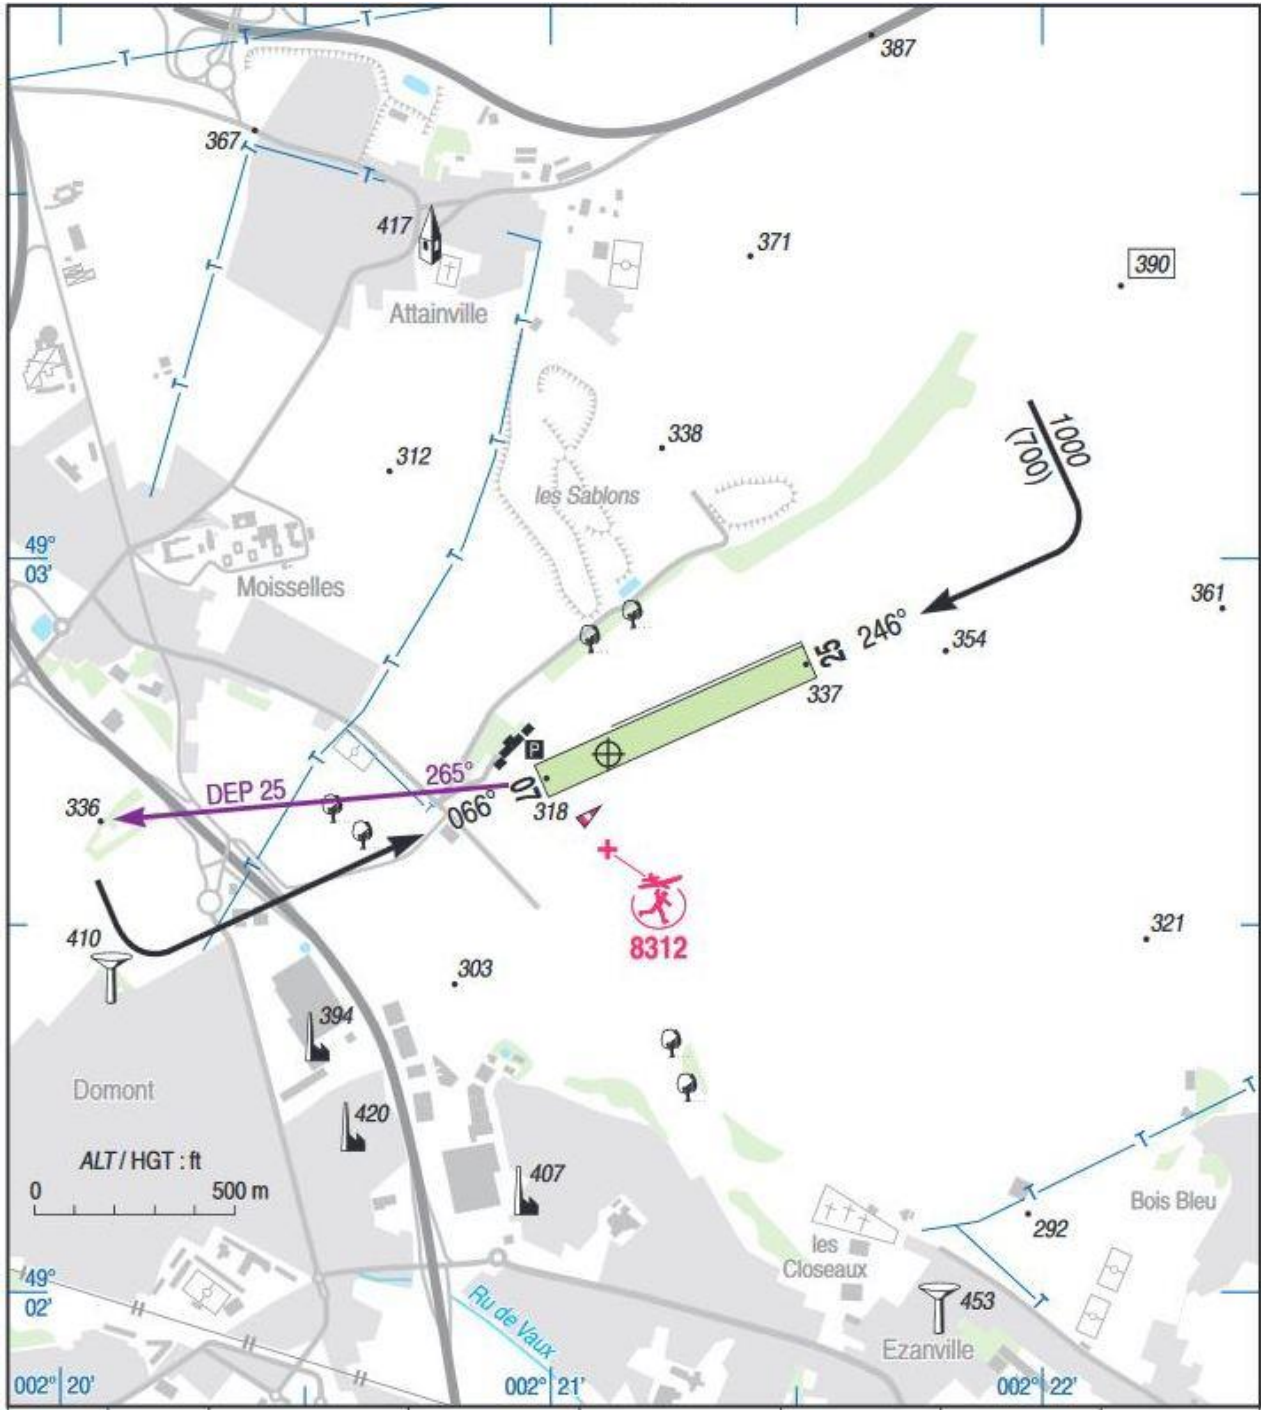 T
T
T
387
367
T
T
417
371
390
T
Attainville
T
T
1000
(700)
338
312
T
les Sablons
49°
03'
T
Moisselles
361
246°
354
25
T
337
P
T
265°
DEP 25
066°
07
318
336
T
T
410
8312
321
303
394
Domont
420
T
T
ALT / HGT : ft
0 500 m
407
T
Bois Bleu
292
les
Closeaux
49°
02'
Ru de Vaux
T
453
Ezanville
002° 20'
002° 21'
002° 22'